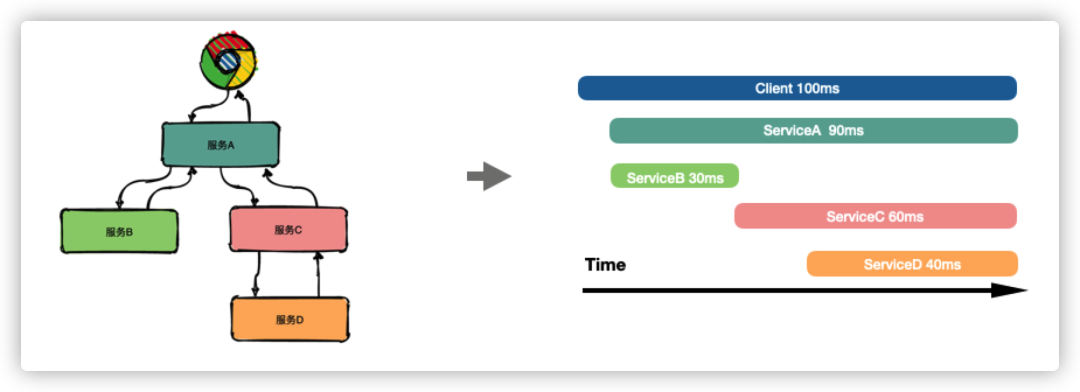 服务A
服务B
服务C
服务D
Client 100ms
ServiceA 90ms
ServiceB 30ms
ServiceC 60ms
ServiceD 40ms
Time